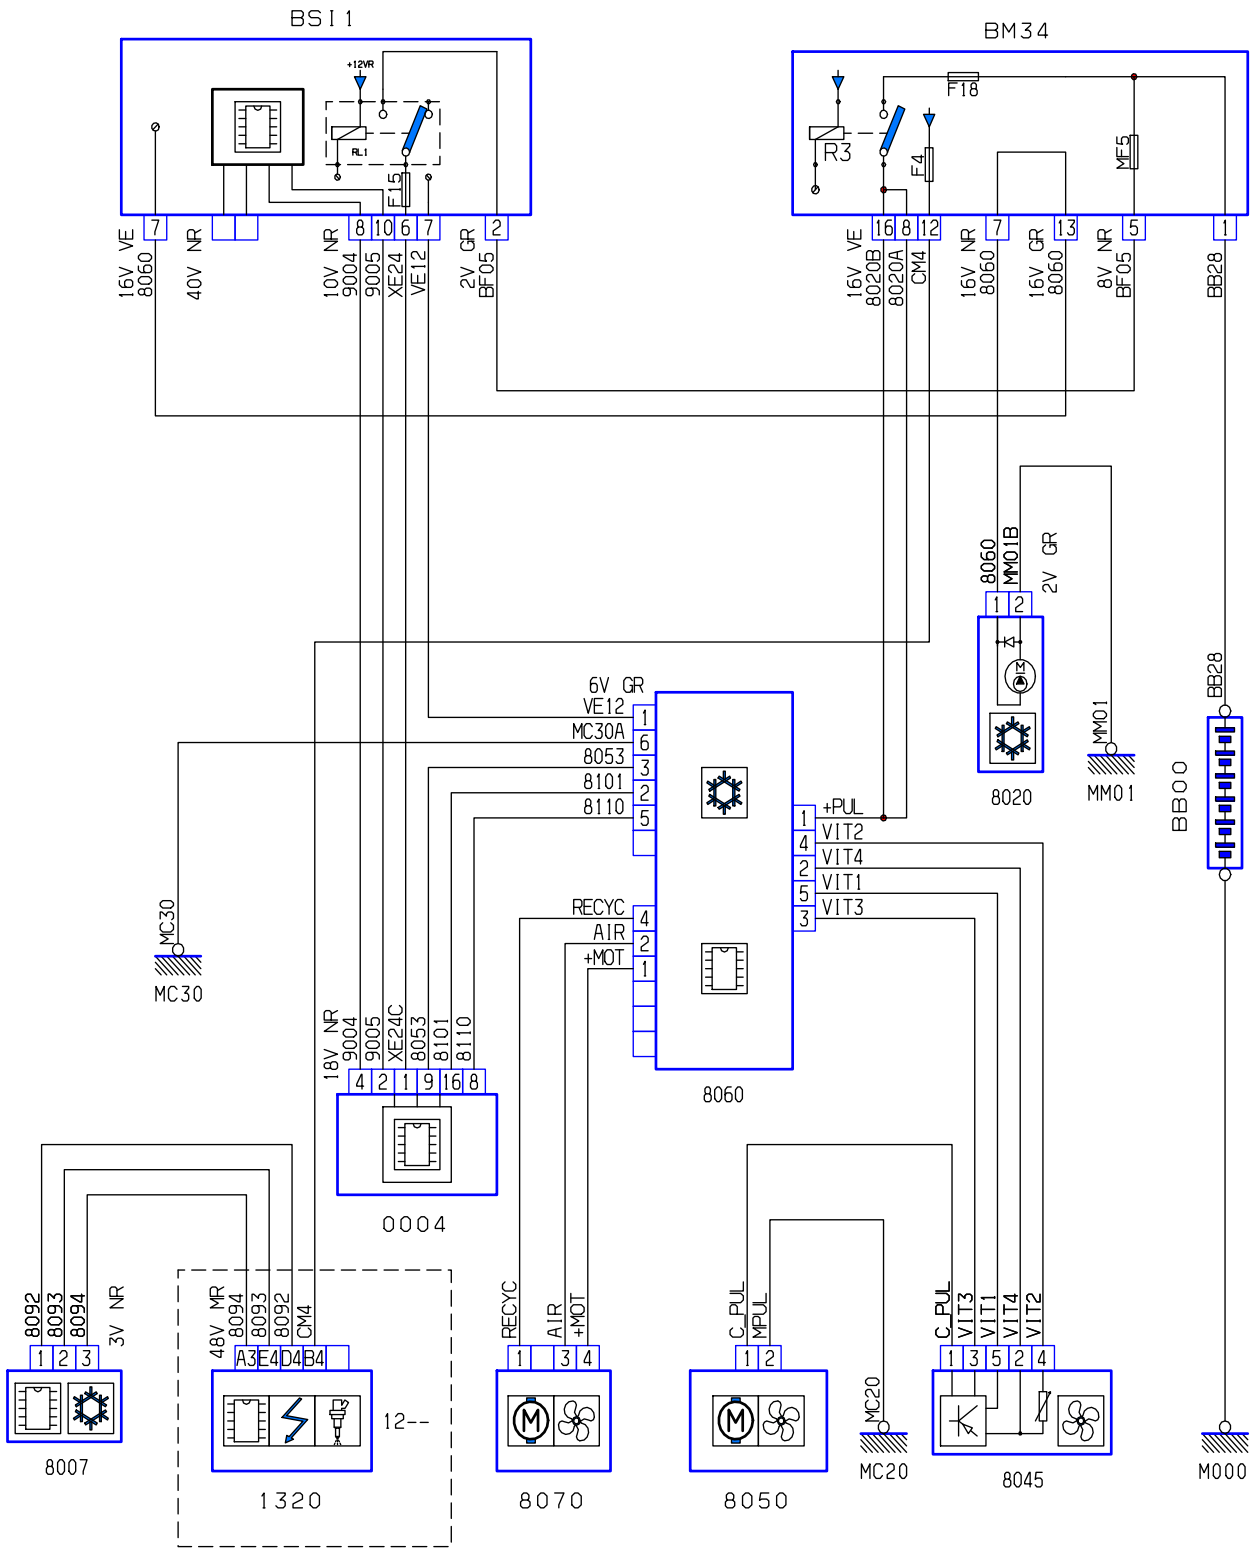 BSI1
BM34
+12VR
RL1
F15
R3
F4
F18
MF5
7
8
10
6
7
2
16
8
12
7
13
5
1
16V VE
8060
40V NR
10V NR
9004
9005
XE24
VE12
2V GR
BF05
16V VE
8020B
8020A
CM4
16V NR
8060
16V GR
8060
8V NR
BF05
BB28
8060
MM01B
2V GR
1
2
8020
MM01
MM01
BB28
BB00
6V GR
VE12
1
MC30A
6
8053
3
8101
2
8110
5
1
+PUL
4
VIT2
2
VIT4
5
VIT1
3
VIT3
RECYC
4
AIR
2
+MOT
1
8060
MC30
MC30
18V NR
9004
9005
XE24C
8053
8101
8110
4
2
1
9
16
8
0004
8092
8093
8094
3V NR
1
2
3
8007
48V MR
8094
8093
8092
CM4
A3
E4
D4
B4
12--
1320
RECYC
AIR
+MOT
1
3
4
M
8070
C_PUL
MPUL
1
2
M
8050
MC20
MC20
C_PUL
VIT3
VIT1
VIT4
VIT2
1
3
5
2
4
8045
M000
M